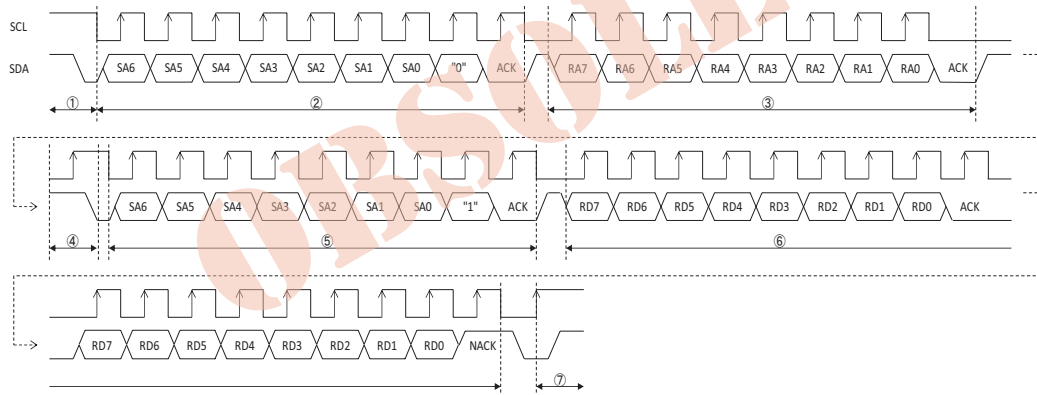 SCL
SDA SA6 SA5 SA4 SA3 SA2 SA1 SA0 "0" ACK RA7 RA6 RA5 RA4 RA3 RA2 RA1 RA0 ACK
① ② ③
SA6 SA5 SA4 SA3 SA2 SA1 SA0 "1" ACK RD7 RD6 RD5 RD4 RD3 RD2 RD1 RD0 ACK
④ ⑤ ⑥
RD7 RD6 RD5 RD4 RD3 RD2 RD1 RD0 NACK
⑦